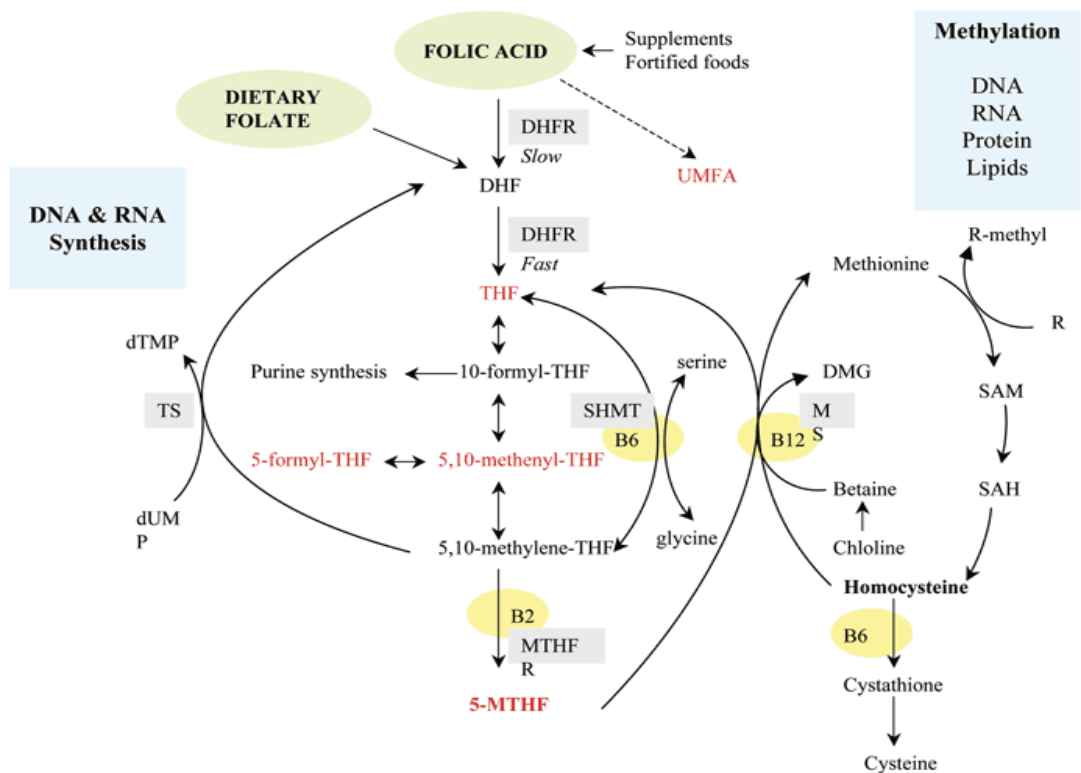 FOLIC ACID
Supplements
Fortified foods
Methylation
DNA
RNA
Protein
Lipids
DIETARY
FOLATE
DHFR
Slow
UMFA
DHF
DNA & RNA
Synthesis
DHFR
Fast
R-methyl
Methionine
THF
R
dTMP
Purine synthesis
10-formyl-THF
serine
DMG
SAM
TS
SHMT
B6
B12
M
S
5-formyl-THF
5,10-methenyl-THF
Betaine
SAH
dUM
P
5,10-methylene-THF
glycine
Chloline
Homocysteine
B2
MTHF
R
B6
5-MTHF
Cystathione
Cysteine